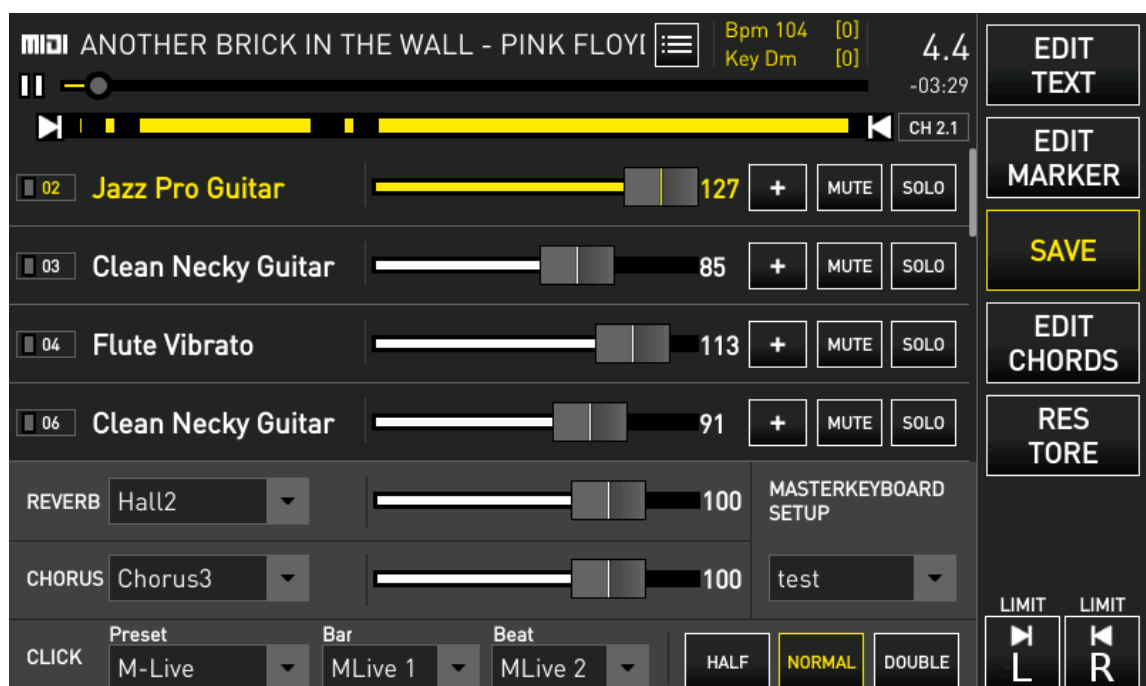 MIDI ANOTHER BRICK IN THE WALL - PINK FLOY
Bpm 104 [0]
Key Dm [0]
4.4
-03:29
CH 2.1
02 Jazz Pro Guitar 127 + MUTE SOLO
03 Clean Necky Guitar 85 + MUTE SOLO
04 Flute Vibrato 113 + MUTE SOLO
06 Clean Necky Guitar 91 + MUTE SOLO
REVERB Hall2 100
MASTERKEYBOARD
SETUP
CHORUS Chorus3 100
test
Preset Bar Beat
CLICK M-Live MLive 1 MLive 2 HALF NORMAL DOUBLE
EDIT
TEXT
EDIT
MARKER
SAVE
EDIT
CHORDS
RES
TORE
LIMIT LIMIT
L R